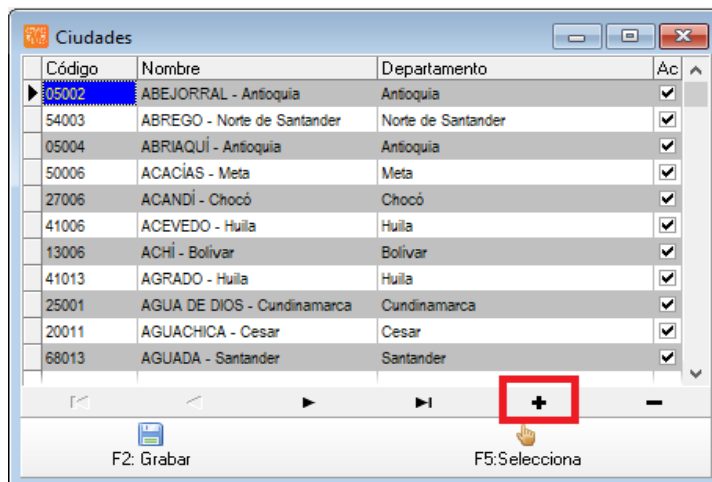 Ciudades
Código Nombre Departamento Ac
05002 ABEJORRAL - Antioquia Antioquia
54003 ABREGO - Norte de Santander Norte de Santander
05004 ABRIAQUÍ - Antioquia Antioquia
50006 ACACÍAS - Meta Meta
27006 ACANDÍ - Chocó Chocó
41006 ACEVEDO - Huila Huila
13006 ACHÍ - Bolívar Bolívar
41013 AGRADO - Huila Huila
25001 AGUA DE DIOS - Cundinamarca Cundinamarca
20011 AGUACHICA - Cesar Cesar
68013 AGUADA - Santander Santander
F2: Grabar F5:Selecciona